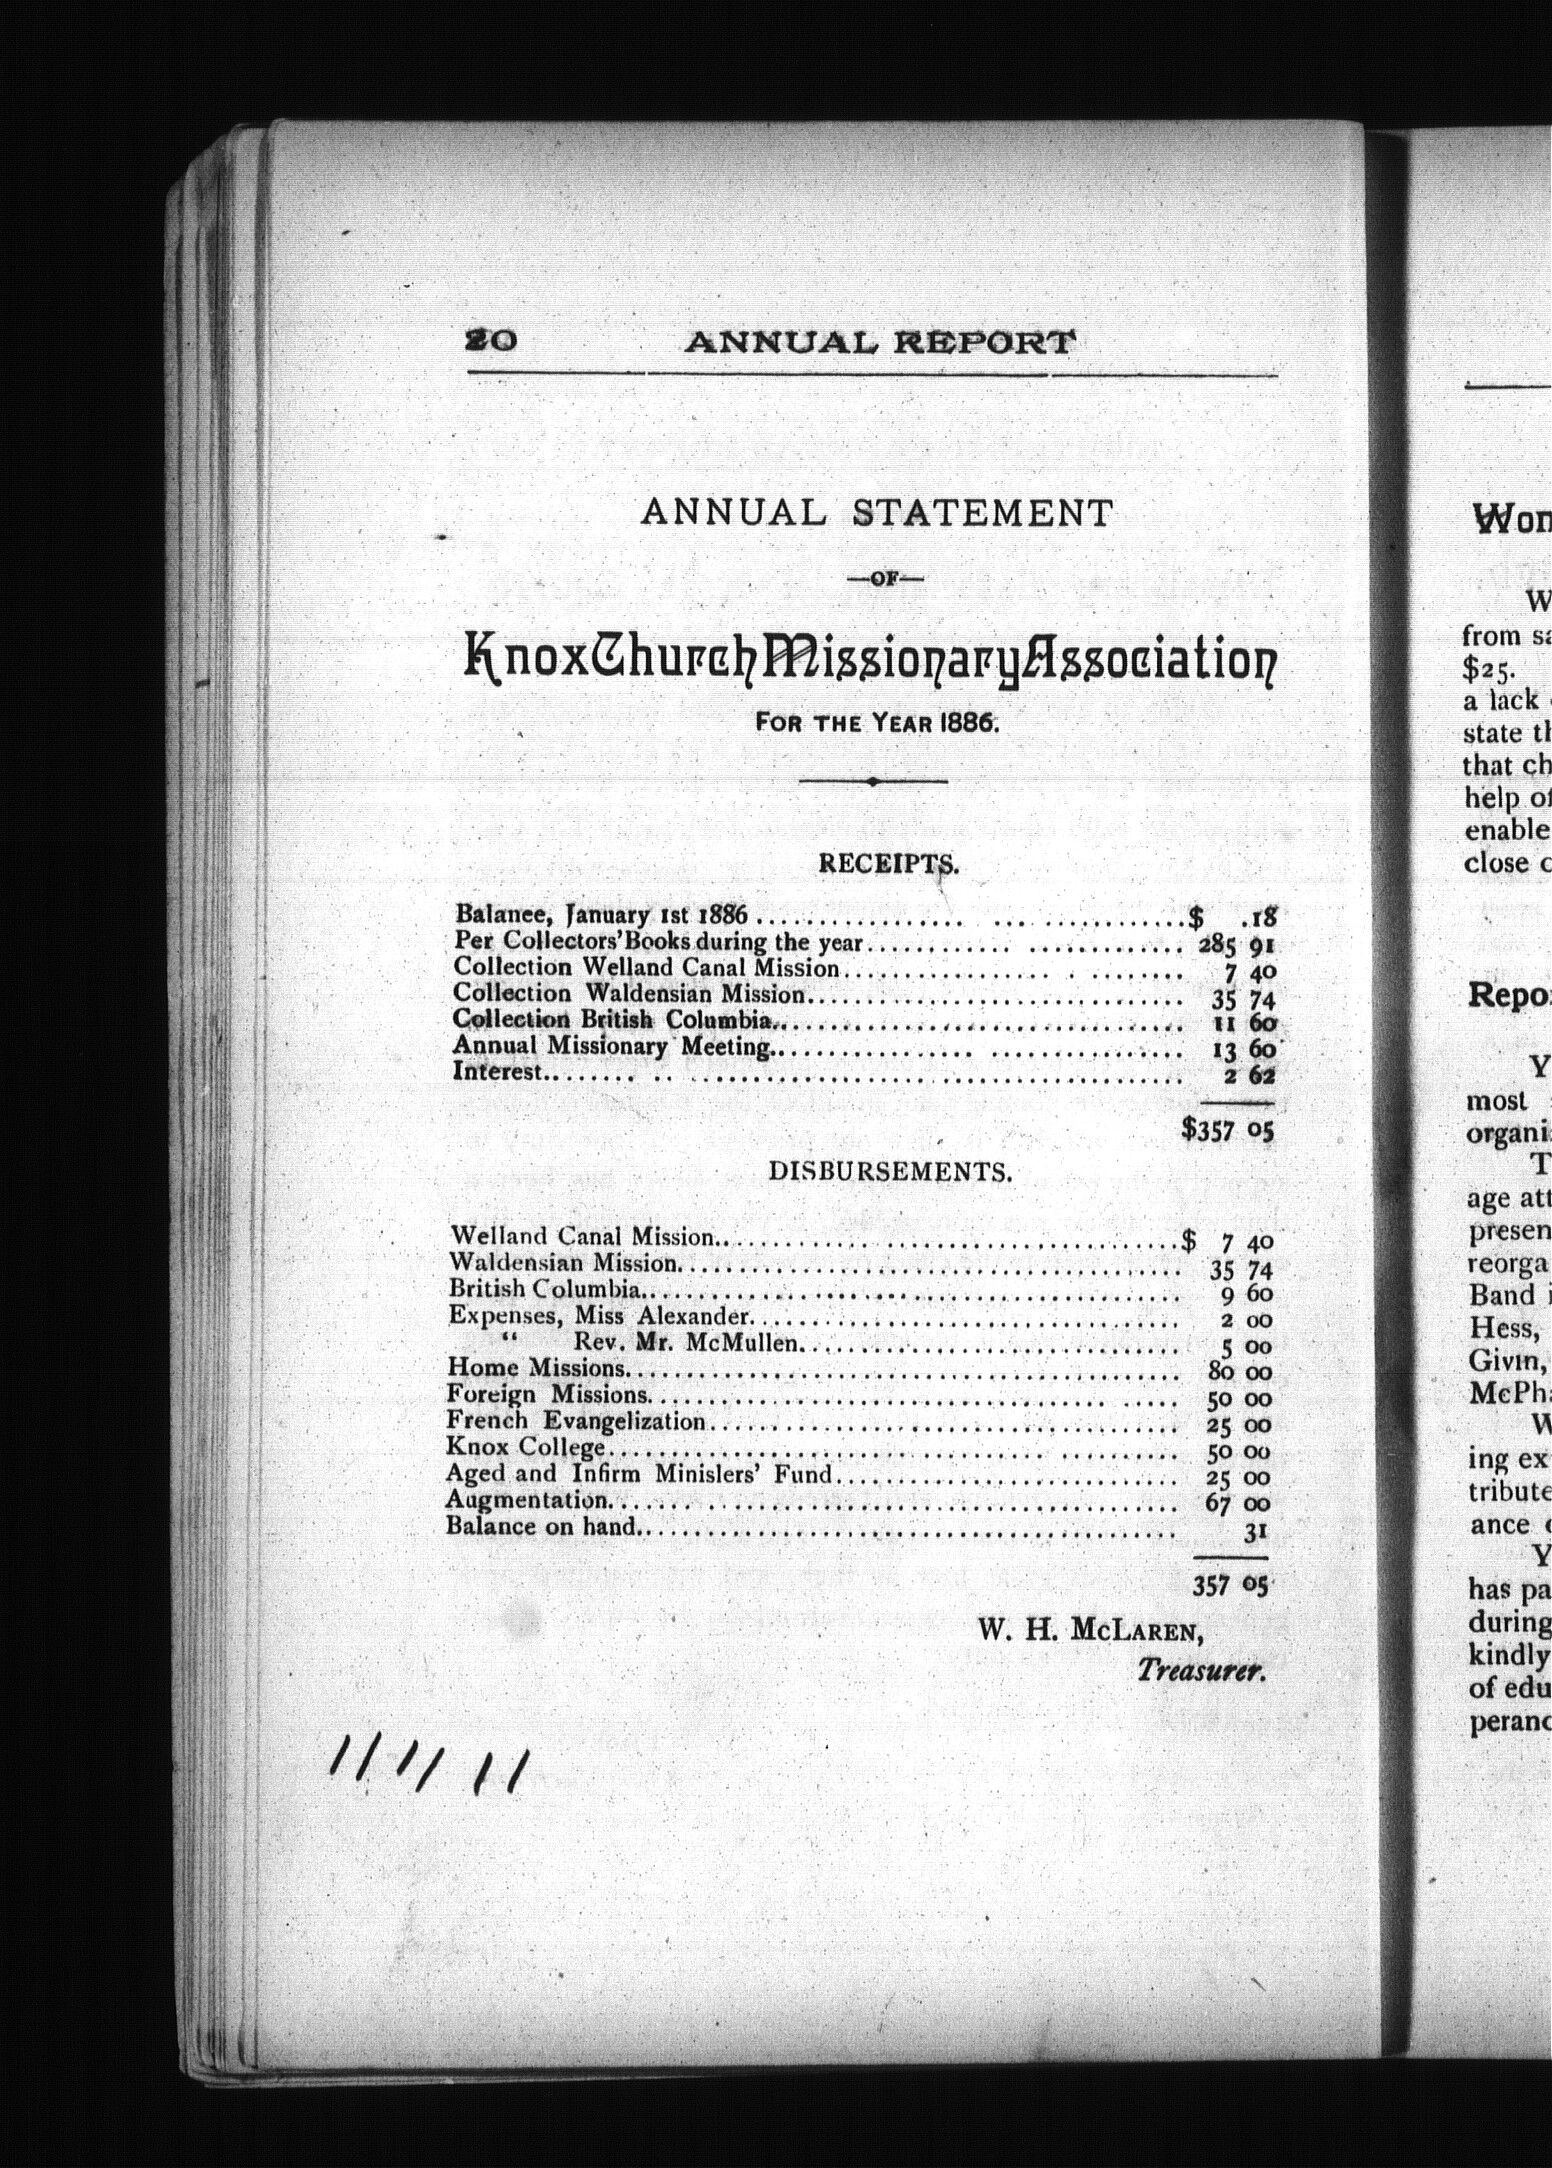 20 ANNUAL REPORT
ANNUAL STATEMENT
—OF—
Knox Church Missionary Association
FOR THE YEAR 1886.
RECEIPTS.
Balanee, January 1st 1886 .................. ... .............$ .18
Per Collectors' Books during the year............ ............. 285 91
Collection Welland Canal Mission................ . ........ 7 40
Collection Waldensian Mission............................... 35 74
Collection British Columbia.................................. 11 60
Annual Missionary Meeting.................. ................ 13 60
Interest........ .. ........................................ 2 62
$357 05
DISBURSEMENTS.
Welland Canal Mission........................................$ 7 40
Waldensian Mission.......................................... 35 74
British Columbia............................................. 9 60
Expenses, Miss Alexander.................................... 2 00
“ Rev. Mr. McMullen................................ 5 00
Home Missions.............................................. 80 00
Foreign Missions...................................... ..... 50 00
French Evangelization....................................... 25 00
Knox College............................................... 50 00
Aged and Infirm Minislers' Fund............................ 25 00
Augmentation............................................... 67 00
Balance on hand............................................ 31
357 05
W. H. McLAREN,
Treasurer.
Won
W
from sa
$25.
a lack
state th
that ch
help of
enable
close
Repo
Y
most
organi
T
age att
presen
reorga
Band i
Hess,
Givin,
McPha
W
ing ex
tribute
ance
Y
has pa
during
kindly
of edu
peranc